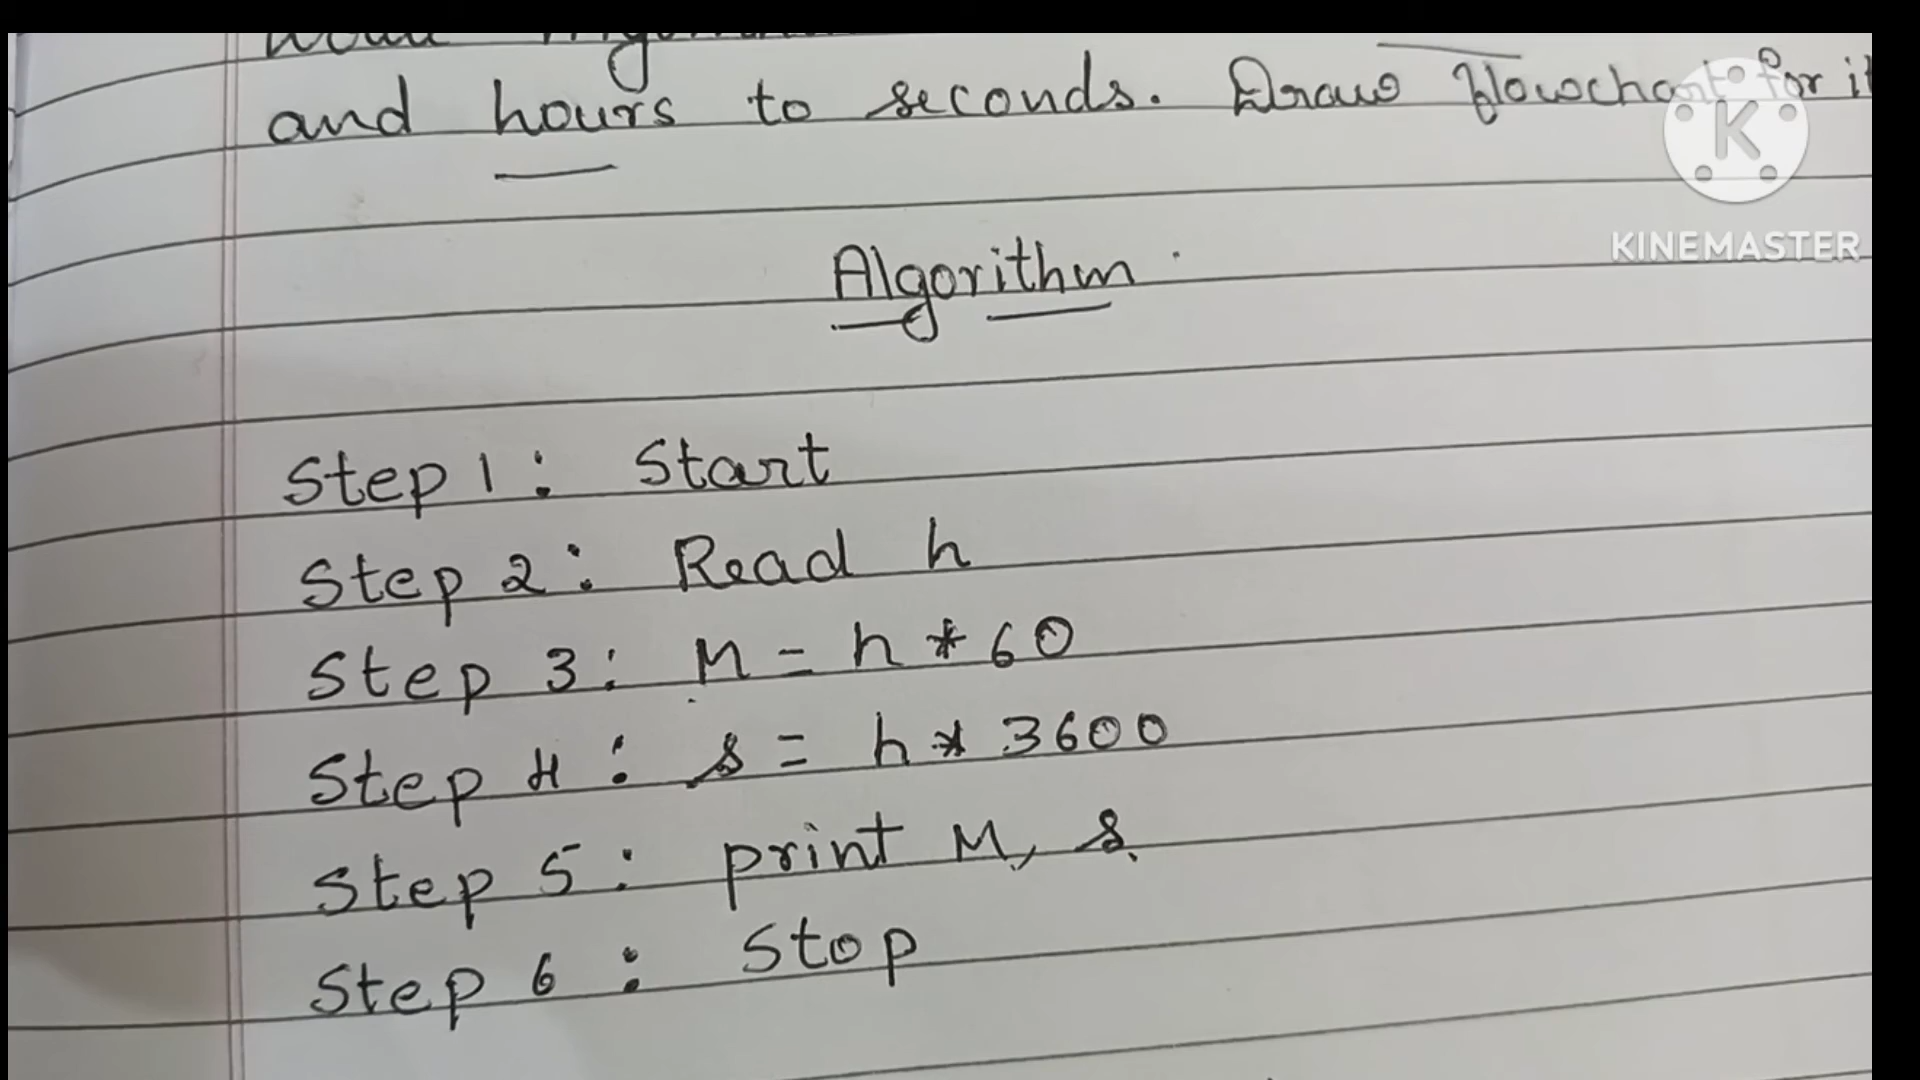 and hours to seconds. Draw flowchart for it
KINEMASTER
Algorithm
Step 1: Start
Step 2: Read h
Step 3: M = h * 60
Step 4: s = h * 3600
Step 5: print M, s.
Step 6: Stop